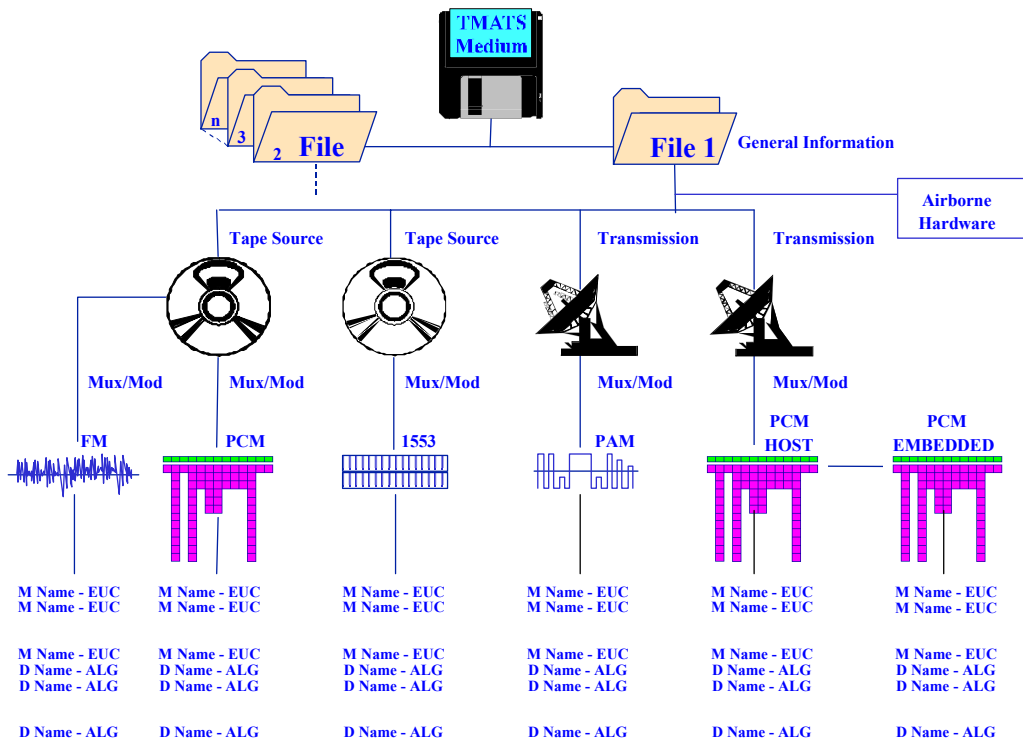 TMATS
Medium
n
3
2 File
File 1
General Information
Airborne
Hardware
Tape Source
Tape Source
Transmission
Transmission
Mux/Mod
Mux/Mod
Mux/Mod
Mux/Mod
Mux/Mod
FM
PCM
1553
PAM
PCM
HOST
PCM
EMBEDDED
M Name - EUC
M Name - EUC
M Name - EUC
D Name - ALG
D Name - ALG
D Name - ALG
M Name - EUC
M Name - EUC
M Name - EUC
D Name - ALG
D Name - ALG
D Name - ALG
M Name - EUC
M Name - EUC
M Name - EUC
D Name - ALG
D Name - ALG
D Name - ALG
M Name - EUC
M Name - EUC
M Name - EUC
D Name - ALG
D Name - ALG
D Name - ALG
M Name - EUC
M Name - EUC
M Name - EUC
D Name - ALG
D Name - ALG
D Name - ALG
M Name - EUC
M Name - EUC
M Name - EUC
D Name - ALG
D Name - ALG
D Name - ALG